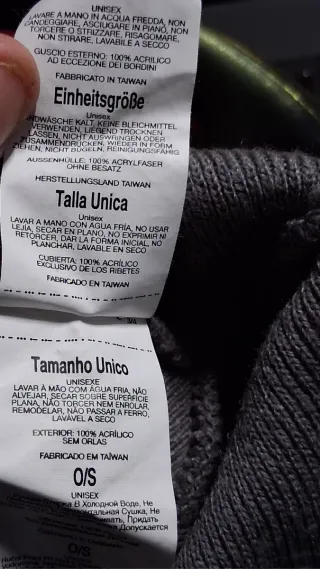 UNISEX
LAVARE A MANO IN ACQUA FREDDA, NON
CANDEGGIARE, ASCIUGARE IN PIANO, NON
TORCERE O STRIZZARE, RISAGOMARE,
NON STIRARE, LAVABILE A SECCO
GUSCIO ESTERNO: 100% ACRILICO
AD ECCEZIONE DEI BORDINI
FABBRICATO IN TAIWAN
Einheitsgröße
Unisex
NDWÄSCHE KALT, KEINE BLEICHMITTEL
VERWENDEN, LIEGEND TROCKNEN
LASSEN, NICHT AUSWRINGEN ODER
ZUSAMMENDRÜCKEN, WIEDER IN FORM
ZIEHEN, NICHT BÜGELN, REINIGUNGSFÄHIG
AUSSENHÜLLE: 100% ACRYLFASER
OHNE BESATZ
HERSTELLUNGSLAND TAIWAN
Talla Unica
Unisex
LAVAR A MANO CON AGUA FRÍA, NO USAR
LEJÍA, SECAR EN PLANO, NO EXPRIMIR NI
RETORCER, DAR LA FORMA INICIAL, NO
PLANCHAR, LAVABLE EN SECO
CUBIERTA: 100% ACRÍLICO
EXCLUSIVO DE LOS RIBETES
FABRICADO EN TAIWAN
Tamanho Unico
UNISEXE
LAVAR À MÃO COM ÁGUA FRIA, NÃO
ALVEJAR, SECAR SOBRE SUPERFÍCIE
PLANA, NÃO TORCER NEM ENROLAR,
REMODELAR, NÃO PASSAR A FERRO,
LAVÁVEL A SECO
EXTERIOR: 100% ACRÍLICO
SEM ORLAS
FABRICADO EM TAÏWAN
O/S
UNISEX
В Холодной Воде, Не
Сушка, Не
Придать
Допускается
O/S